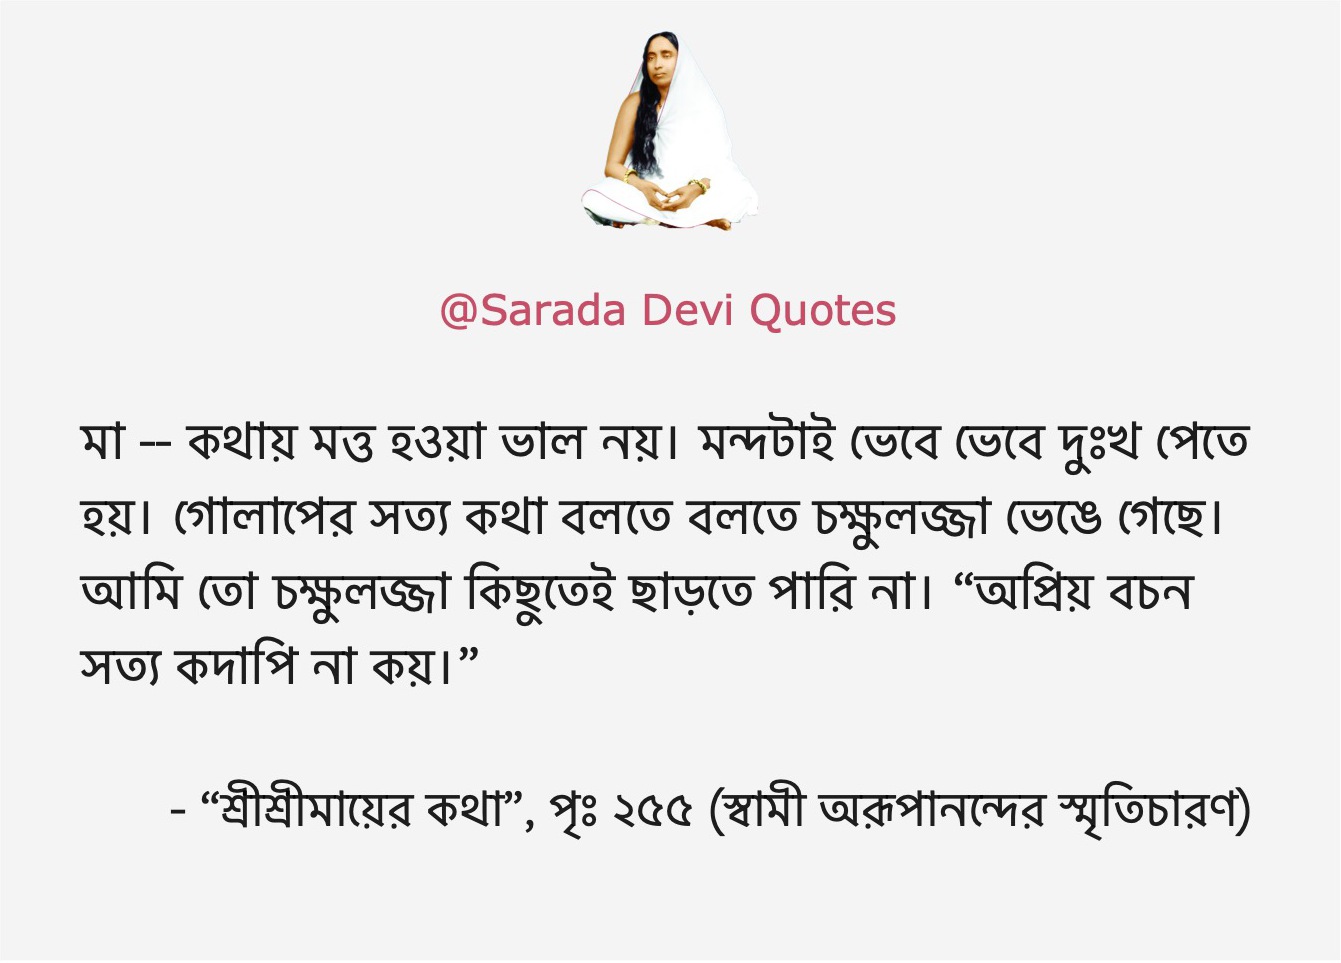 @Sarada Devi Quotes
মা -- কথায় মত্ত হওয়া ভাল নয়। মন্দটাই ভেবে ভেবে দুঃখ পেতে
হয়। গোলাপের সত্য কথা বলতে বলতে চক্ষুলজ্জা ভেঙে গেছে।
আমি তো চক্ষুলজ্জা কিছুতেই ছাড়তে পারি না। “অপ্রিয় বচন
সত্য কদাপি না কয়।”
- “শ্রীশ্রীমায়ের কথা”, পৃঃ ২৫৫ (স্বামী অরূপানন্দের স্মৃতিচারণ)